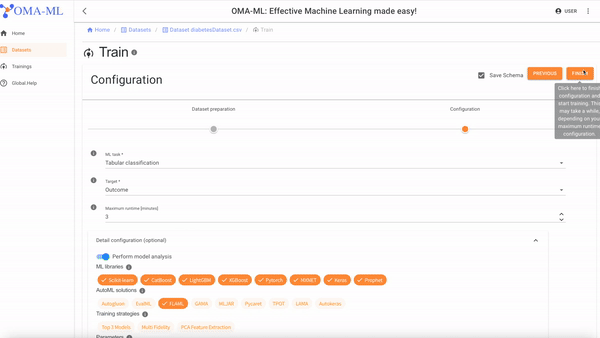 OMA-ML
OMA-ML: Effective Machine Learning made easy!
USER
Home
Datasets
Trainings
Global Help
Home / Datasets / Dataset diabetesDataset.csv / Train
Train
Configuration
Save Schema
PREVIOUS
FINISH
Click here to finish
configuration and
start training. This
may take a while,
depending on you
maximum runtime
configuration.
Dataset preparation
Configuration
ML task *
Tabular classification
Target *
Outcome
Maximum runtime [minutes]
3
Detail configuration (optional)
Perform model analysis
ML libraries
Scikit-learn
CatBoost
LightGBM
XGBoost
Pytorch
MXNET
Keras
Prophet
AutoML solutions
Autogluon
EvalML
FLAML
GAMA
MLJAR
Pycaret
TPOT
LAMA
Autokeras
Training strategies
Top 3 Models
Multi Fidelity
PCA Feature Extraction
Parameters